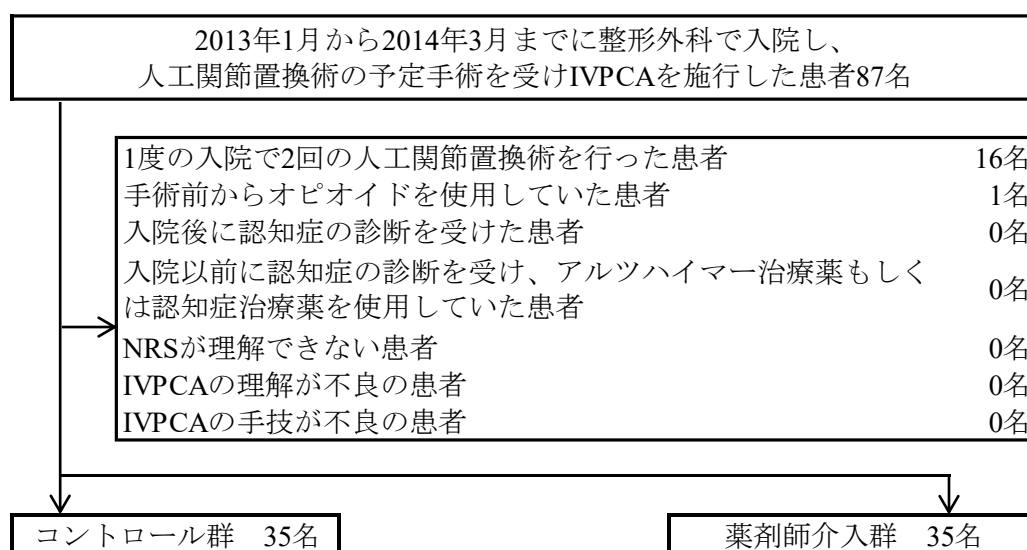 2013年1月から2014年3月までに整形外科で入院し、
人工関節置換術の予定手術を受けIVPCAを施行した患者87名
1度の入院で2回の人工関節置換術を行った患者 16名
手術前からオピオイドを使用していた患者 1名
入院後に認知症の診断を受けた患者 0名
入院以前に認知症の診断を受け、アルツハイマー治療薬もしく
は認知症治療薬を使用していた患者 0名
NRSが理解できない患者 0名
IVPCAの理解が不良の患者 0名
IVPCAの手技が不良の患者 0名
コントロール群 35名 薬剤師介入群 35名